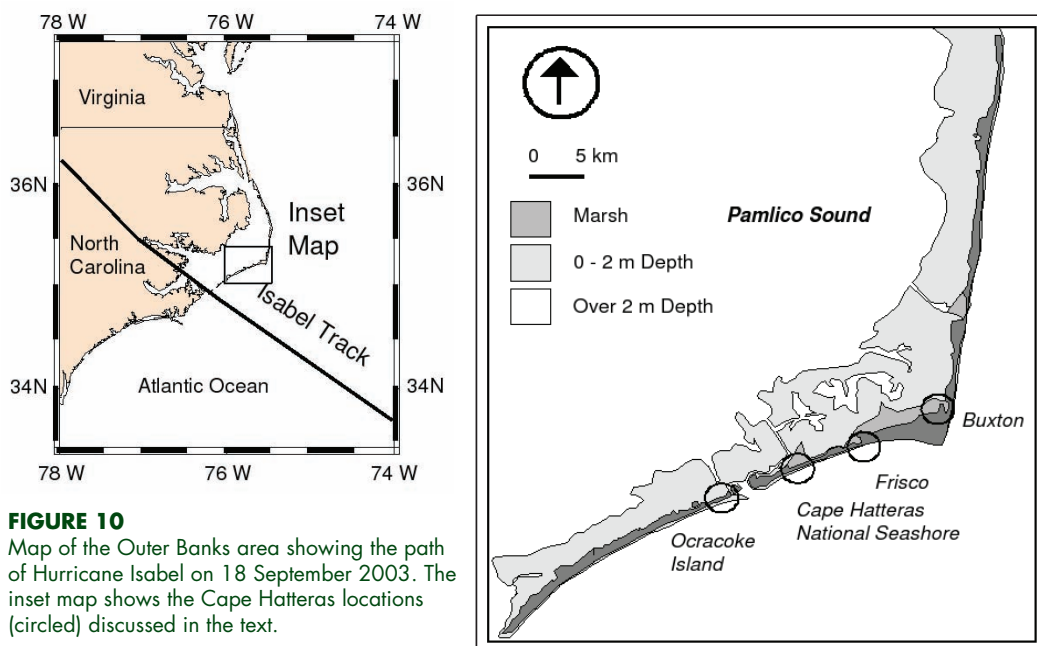 78 W
76 W
74 W
Virginia
36N
36N
Inset
Map
North
Carolina
Isabel Track
34N
Atlantic Ocean
34N
78 W
76 W
74 W
FIGURE 10
Map of the Outer Banks area showing the path
of Hurricane Isabel on 18 September 2003. The
inset map shows the Cape Hatteras locations
(circled) discussed in the text.
0 5 km
Marsh
Pamlico Sound
0 - 2 m Depth
Over 2 m Depth
Buxton
Frisco
Cape Hatteras
National Seashore
Ocracoke
Island